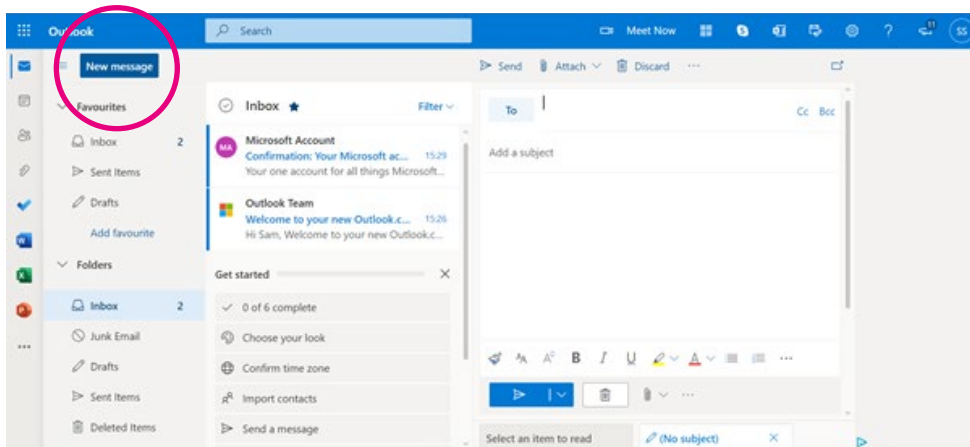 Outlook
Search
Meet Now
11
?
SS
New message
Send Attach Discard
Favourites
Inbox 2
Sent Items
Drafts
Add favourite
Folders
Inbox 2
Junk Email
Drafts
Sent Items
Deleted Items
Inbox
Filter
MA
Microsoft Account
Confirmation: Your Microsoft ac... 15:29
Your one account for all things Microsoft...
Outlook Team
Welcome to your new Outlook.c... 15:26
Hi Sam, Welcome to your new Outlook.c...
Get started
0 of 6 complete
Choose your look
Confirm time zone
Import contacts
Send a message
To
Cc Bcc
Add a subject
B I U A
Select an item to read
(No subject)